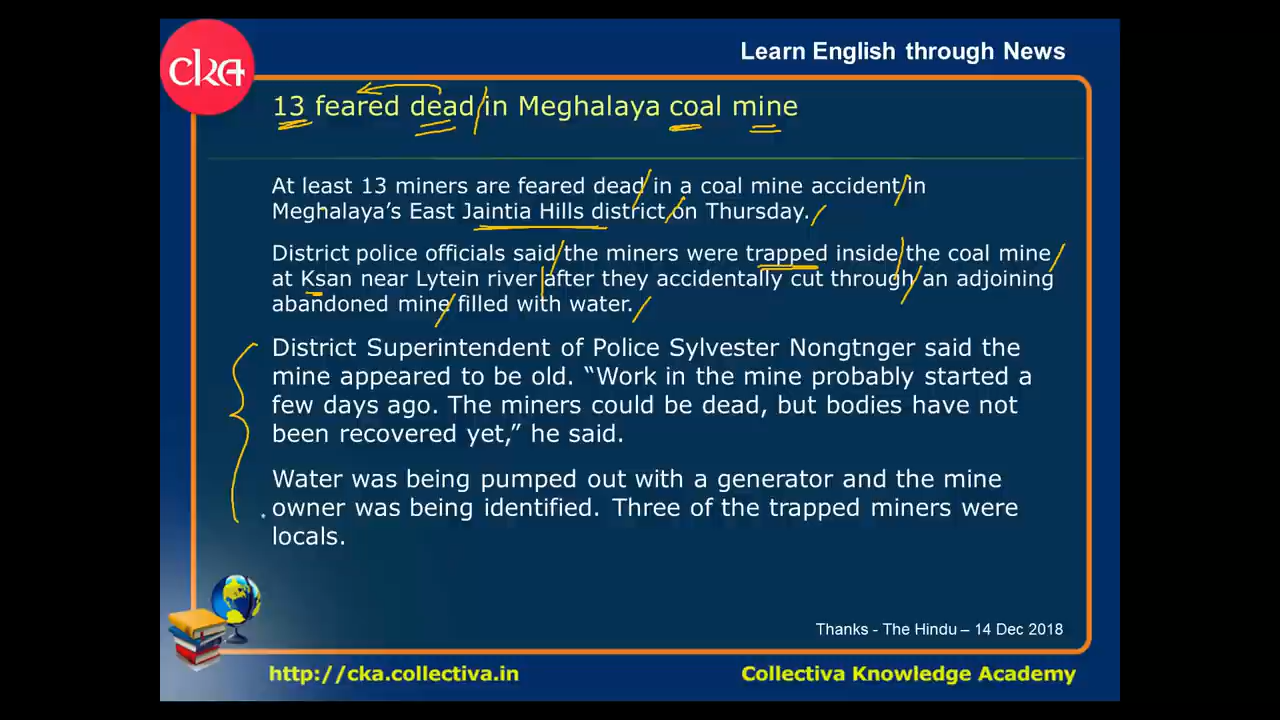 cka
Learn English through News
13 feared dead in Meghalaya coal mine
At least 13 miners are feared dead in a coal mine accident in
Meghalaya's East Jaintia Hills district on Thursday.
District police officials said the miners were trapped inside the coal mine
at Ksan near Lytein river after they accidentally cut through an adjoining
abandoned mine filled with water.
District Superintendent of Police Sylvester Nongtnger said the
mine appeared to be old. “Work in the mine probably started a
few days ago. The miners could be dead, but bodies have not
been recovered yet,” he said.
Water was being pumped out with a generator and the mine
owner was being identified. Three of the trapped miners were
locals.
Thanks - The Hindu – 14 Dec 2018
http://cka.collectiva.in
Collectiva Knowledge Academy